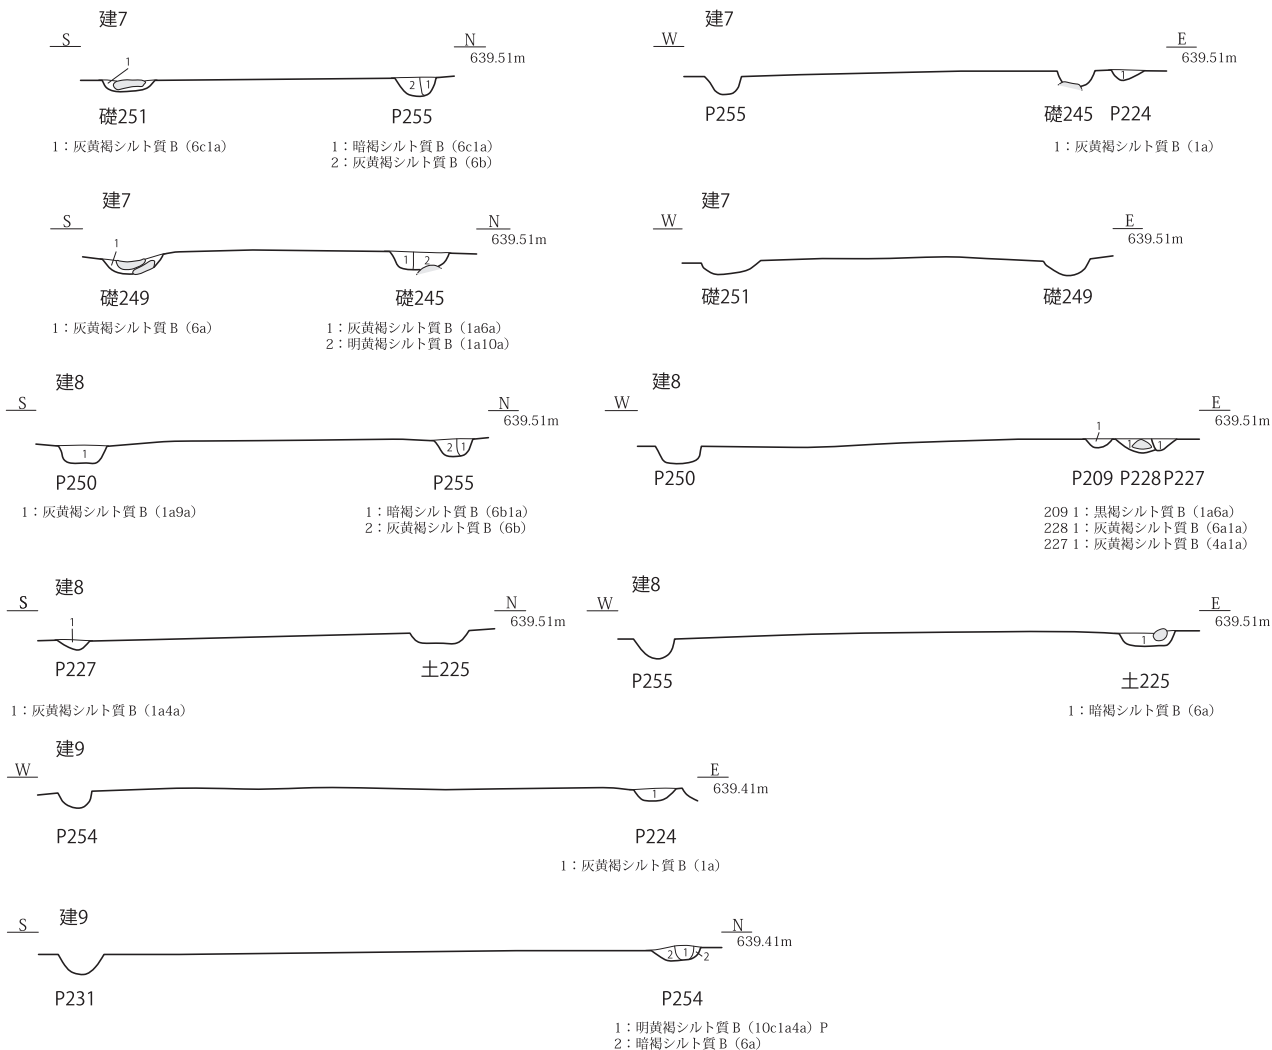 建7
S
N
639.51m
1
2 1
礎251
P255
1：灰黄褐シルト質B（6c1a）
1：暗褐シルト質B（6c1a）
2：灰黄褐シルト質B（6b）
建7
W
E
639.51m
1
P255
礎245
P224
1：灰黄褐シルト質B（1a）
建7
S
N
639.51m
1
1 2
礎249
礎245
1：灰黄褐シルト質B（6a）
1：灰黄褐シルト質B（1a6a）
2：明黄褐シルト質B（1a10a）
建7
W
E
639.51m
礎251
礎249
建8
S
N
639.51m
1
2 1
P250
P255
1：灰黄褐シルト質B（1a9a）
1：暗褐シルト質B（6b1a）
2：灰黄褐シルト質B（6b）
建8
W
E
639.51m
1
1 1
P250
P209 P228 P227
209 1：黒褐シルト質B（1a6a）
228 1：灰黄褐シルト質B（6a1a）
227 1：灰黄褐シルト質B（4a1a）
建8
S
N
639.51m
1
P227
土225
1：灰黄褐シルト質B（1a4a）
建8
W
E
639.51m
1
P255
土225
1：暗褐シルト質B（6a）
建9
W
E
639.41m
1
P254
P224
1：灰黄褐シルト質B（1a）
建9
S
N
639.41m
2 1 2
P231
P254
1：明黄褐シルト質B（10c1a4a）P
2：暗褐シルト質B（6a）